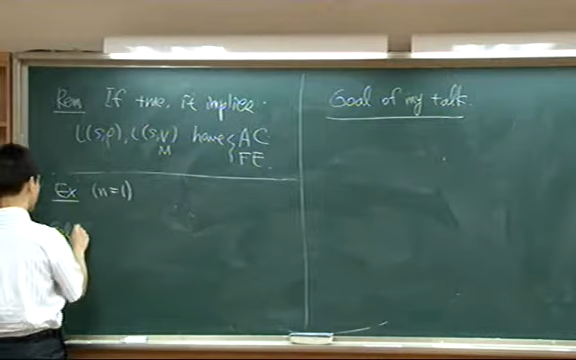 Rem If true, it implies
L(s,ρ), L(s,V) have { AC
M FE.
Ex (n=1)
Goal of my talk.